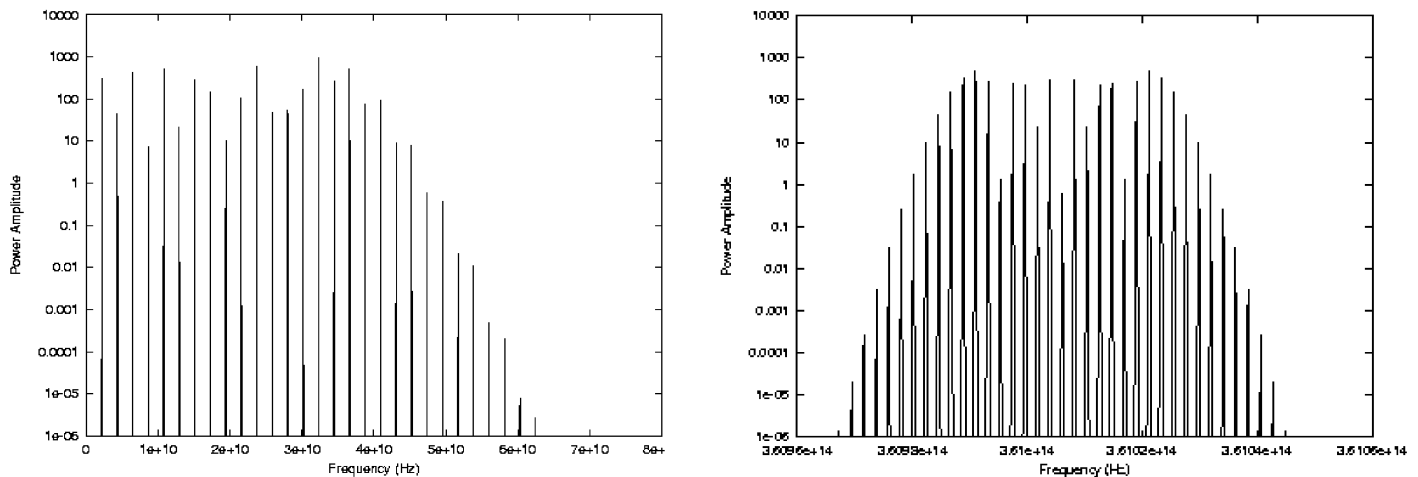 10000
1000
100
10
1
0.1
0.01
0.001
0.0001
1e-05
1e-06
Power Amplitude
0 1e+10 2e+10 3e+10 4e+10 5e+10 6e+10 7e+10 8e+
Frequency (Hz)
10000
1000
100
10
1
0.1
0.01
0.001
0.0001
1e-05
1e-06
Power Amplitude
3.6096e+14 3.6098e+14 3.61e+14 3.6102e+14 3.6104e+14 3.6106e+14
Frequency (Hz)